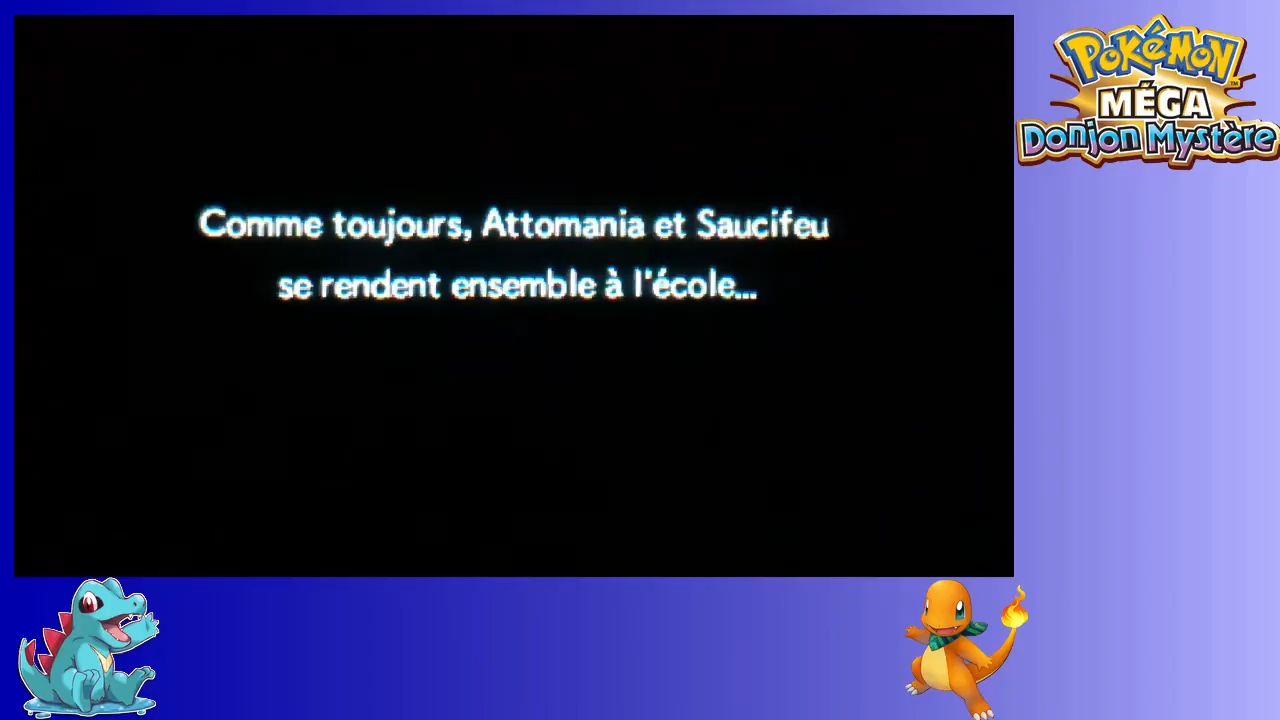 POKÉMON
MÉGA
Donjon Mystère
Comme toujours, Attomania et Saucifeu
se rendent ensemble à l'école...